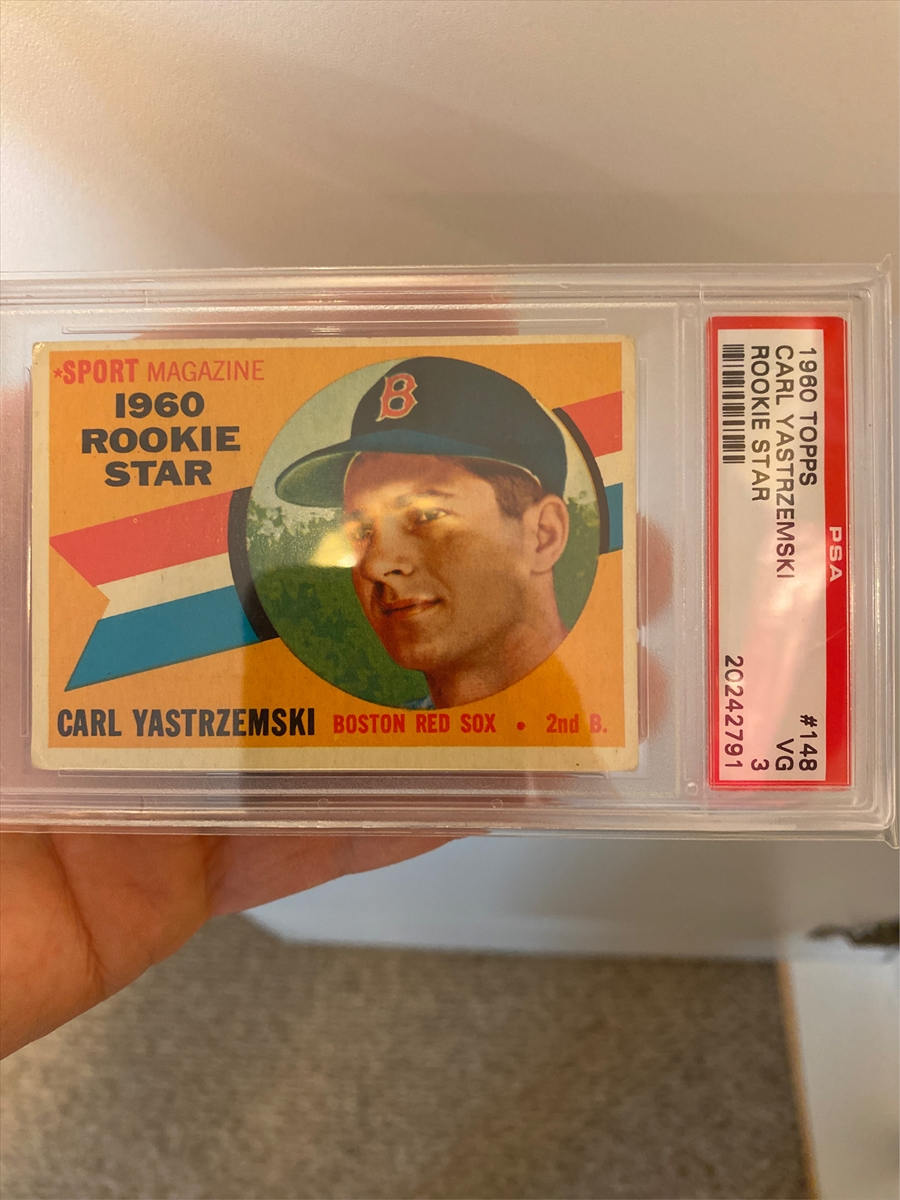 *SPORT MAGAZINE
1960
ROOKIE
STAR
B
CARL YASTRZEMSKI BOSTON RED SOX • 2nd B.
PSA
1960 TOPPS #148
CARL YASTRZEMSKI VG
ROOKIE STAR 3
20242791